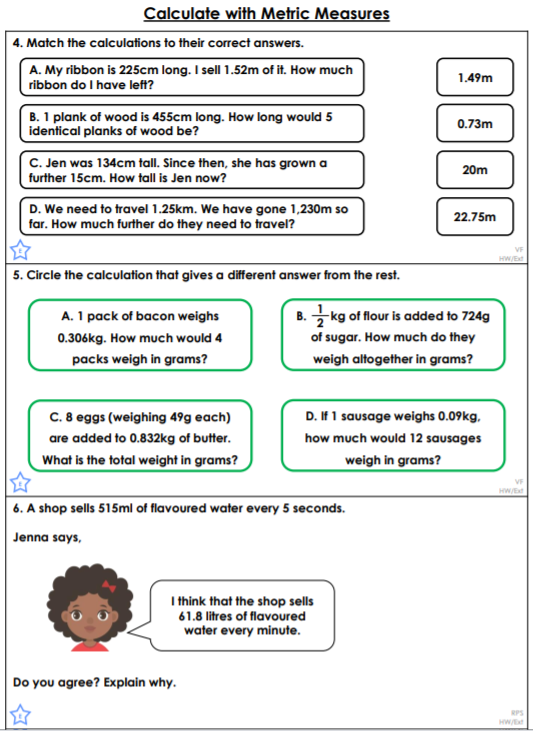 Calculate with Metric Measures
4. Match the calculations to their correct answers.
A. My ribbon is 225cm long. I sell 1.52m of it. How much
ribbon do I have left?
1.49m
B. 1 plank of wood is 455cm long. How long would 5
identical planks of wood be?
0.73m
C. Jen was 134cm tall. Since then, she has grown a
further 15cm. How tall is Jen now?
20m
D. We need to travel 1.25km. We have gone 1,230m so
far. How much further do they need to travel?
22.75m
E
VF
HW/Ext
5. Circle the calculation that gives a different answer from the rest.
A. 1 pack of bacon weighs
0.306kg. How much would 4
packs weigh in grams?
B. 1/2 kg of flour is added to 724g
of sugar. How much do they
weigh altogether in grams?
C. 8 eggs (weighing 49g each)
are added to 0.832kg of butter.
What is the total weight in grams?
D. If 1 sausage weighs 0.09kg,
how much would 12 sausages
weigh in grams?
E
VF
HW/Ext
6. A shop sells 515ml of flavoured water every 5 seconds.
Jenna says,
I think that the shop sells
61.8 litres of flavoured
water every minute.
Do you agree? Explain why.
E
RPS
HW/Ext